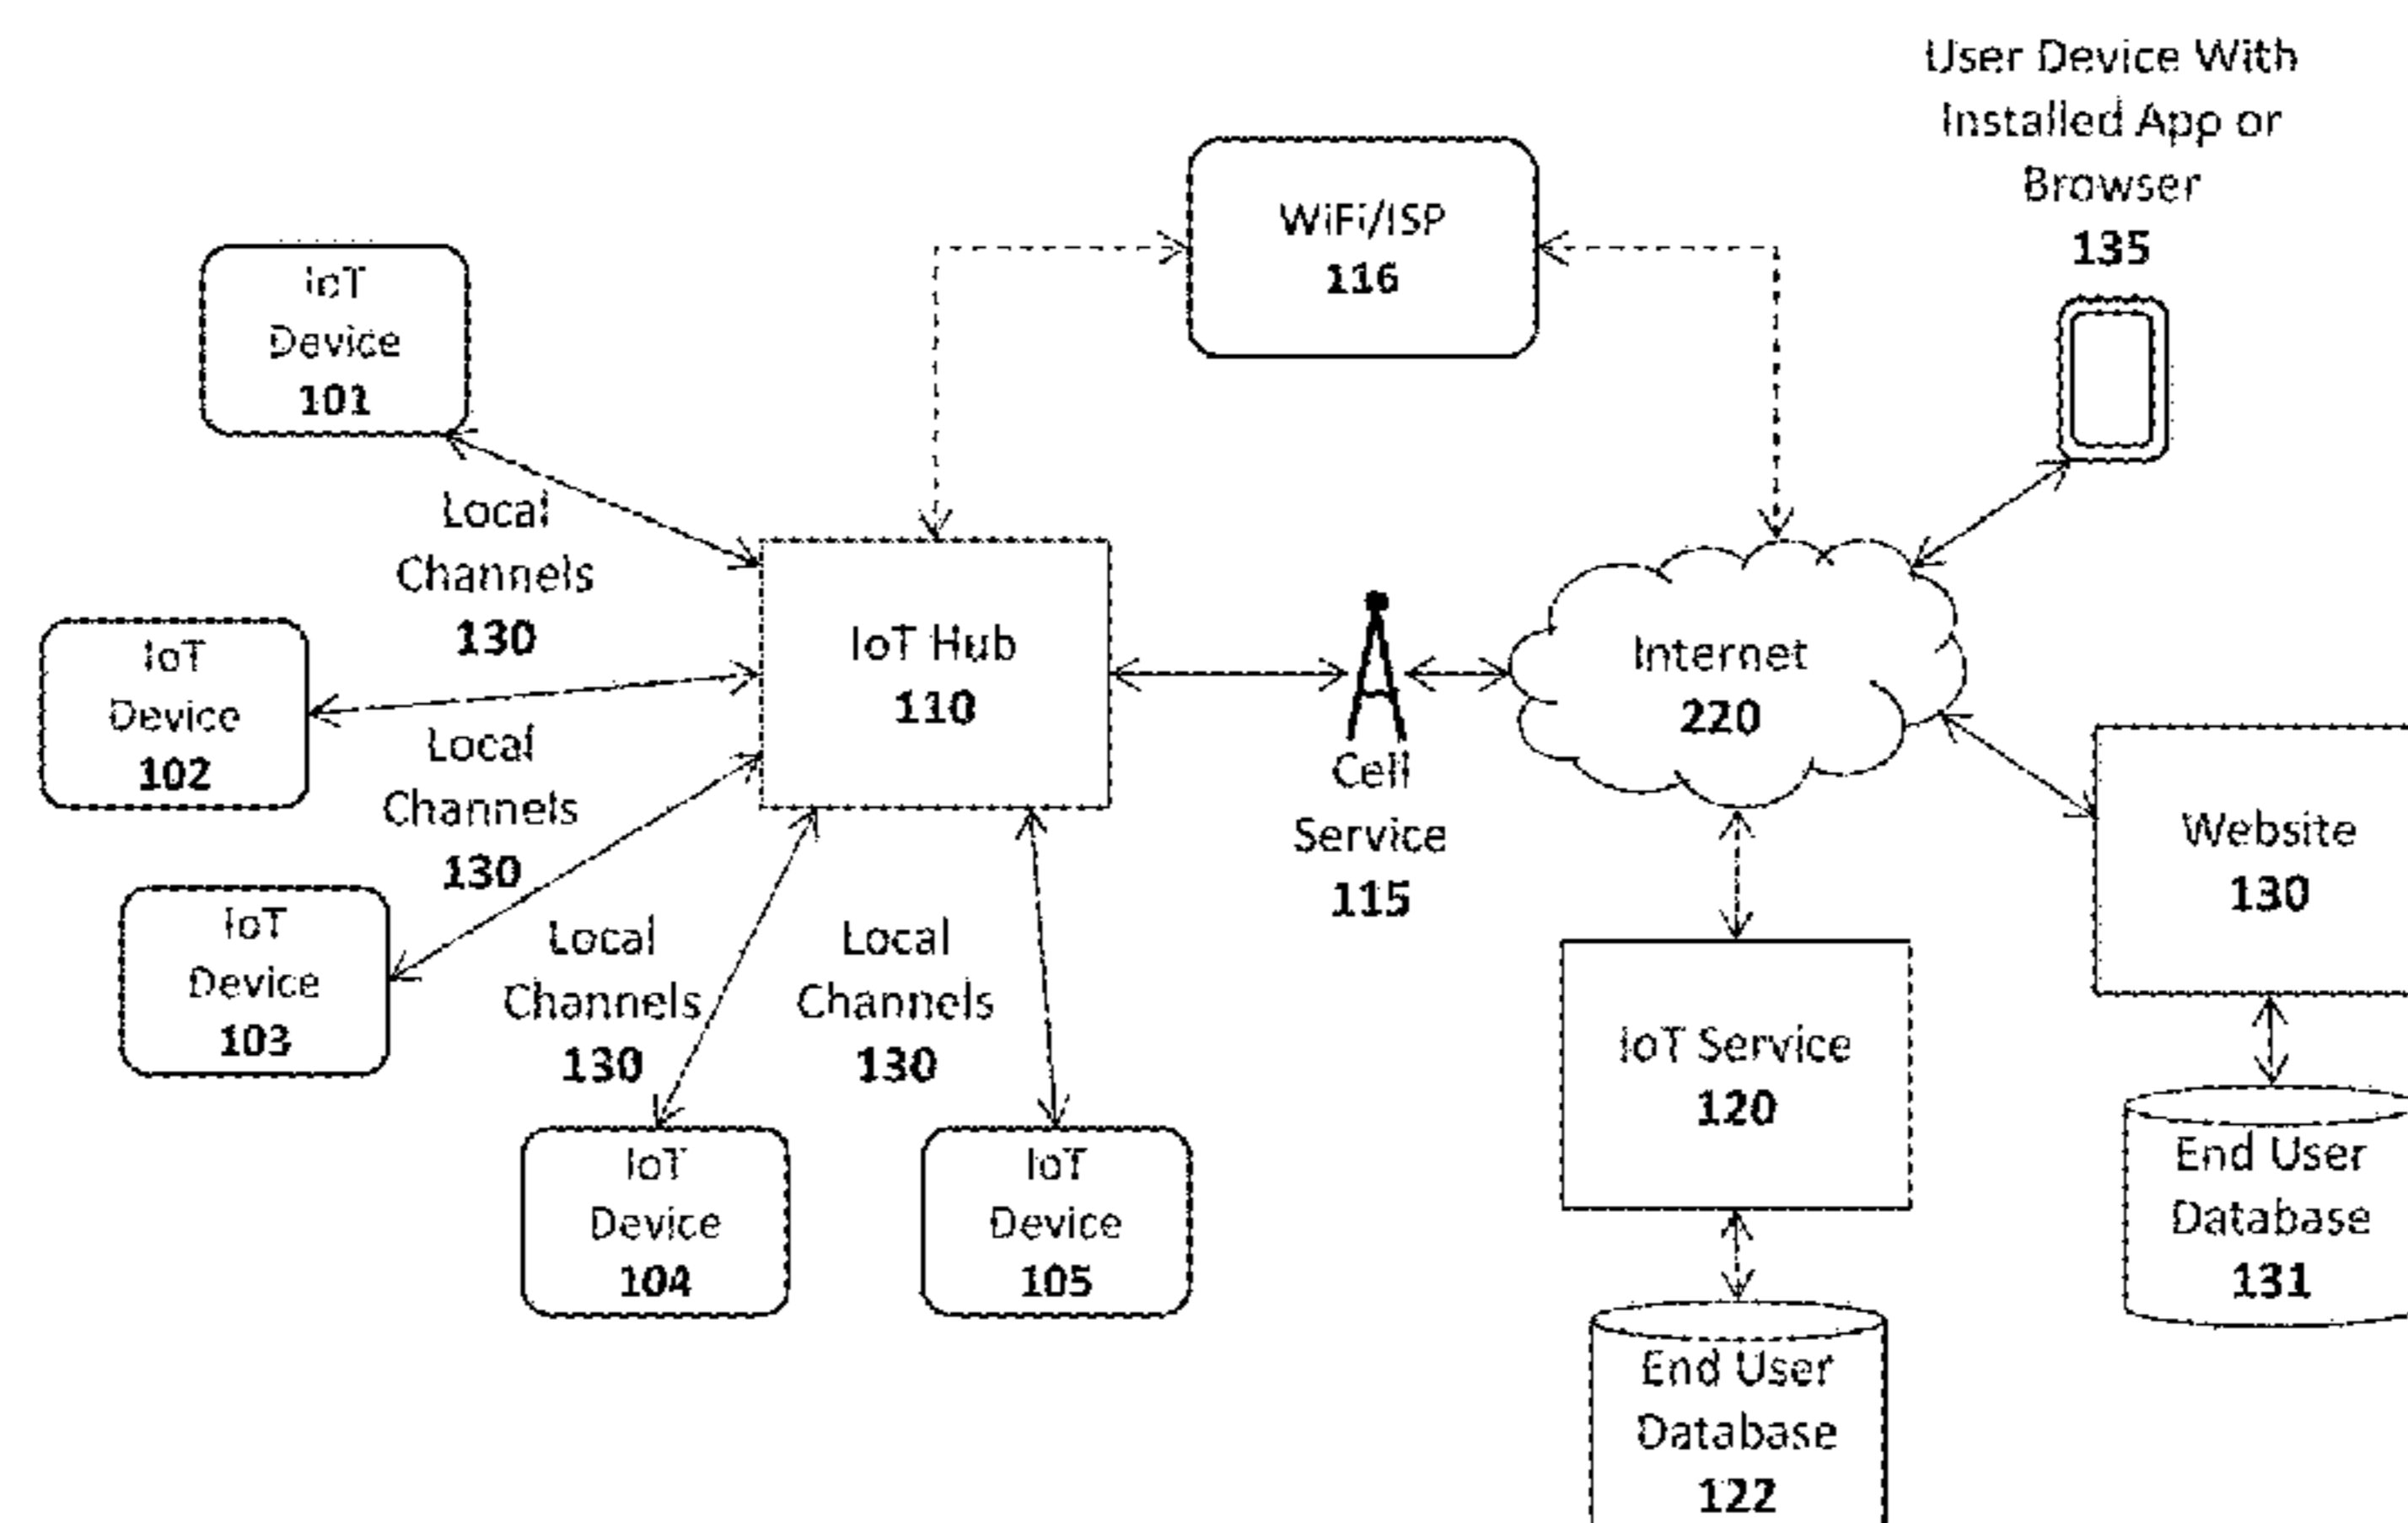 User Device With
Installed App or
Browser
135
WiFi/ISP
116
IoT
Device
101
Local
Channels
130
IoT
Device
102
IoT Hub
110
Internet
220
Local
Channels
130
Cell
Service
115
Website
130
IoT
Device
103
Local
Channels
130
Local
Channels
130
IoT Service
120
IoT
Device
104
IoT
Device
105
End User
Database
131
End User
Database
122